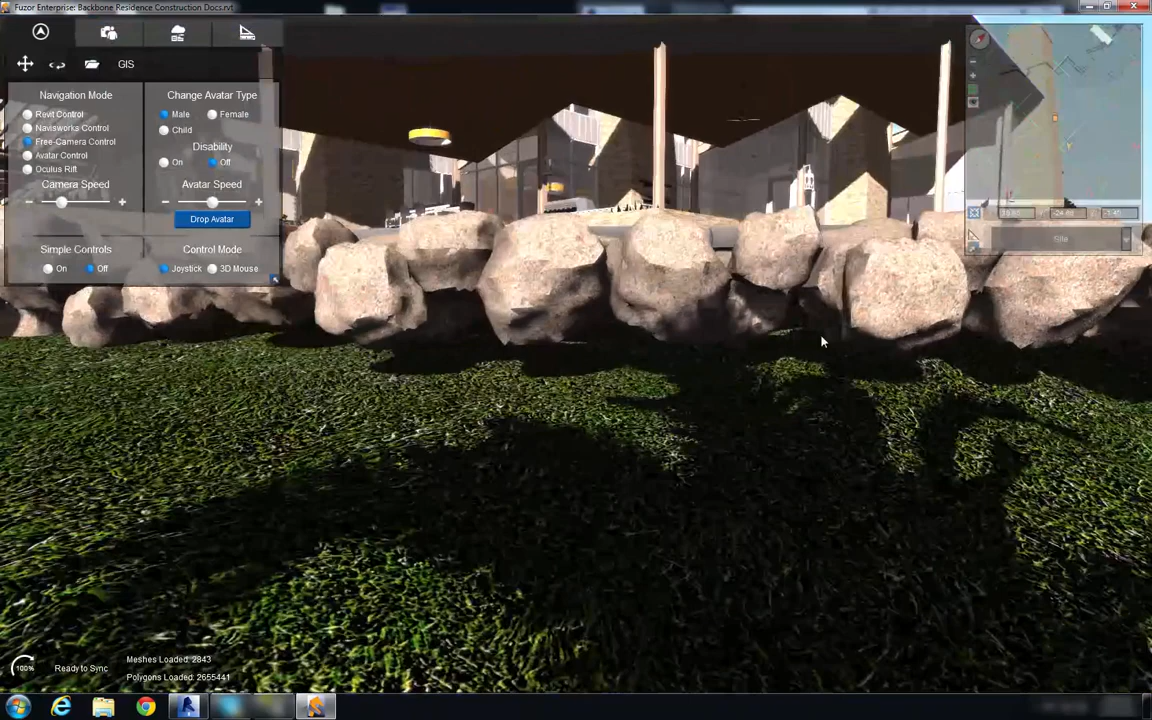 Fuzor Enterprise: Backbone Residence Construction Docs.rvt
GIS
Navigation Mode
Revit Control
Navisworks Control
Free-Camera Control
Avatar Control
Oculus Rift
Camera Speed
Simple Controls
On Off
Change Avatar Type
Male Female
Child
Disability
On Off
Avatar Speed
Drop Avatar
Control Mode
Joystick 3D Mouse
Site
100%
Ready to Sync
Meshes Loaded: 2843
Polygons Loaded: 2655441